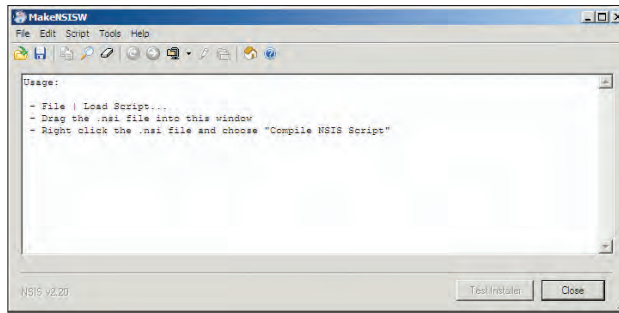 MakeNSISW
File Edit Script Tools Help
Usage:
- File | Load Script...
- Drag the .nsi file into this window
- Right click the .nsi file and choose "Compile NSIS Script"
NSIS v2.20
Test Installer
Close